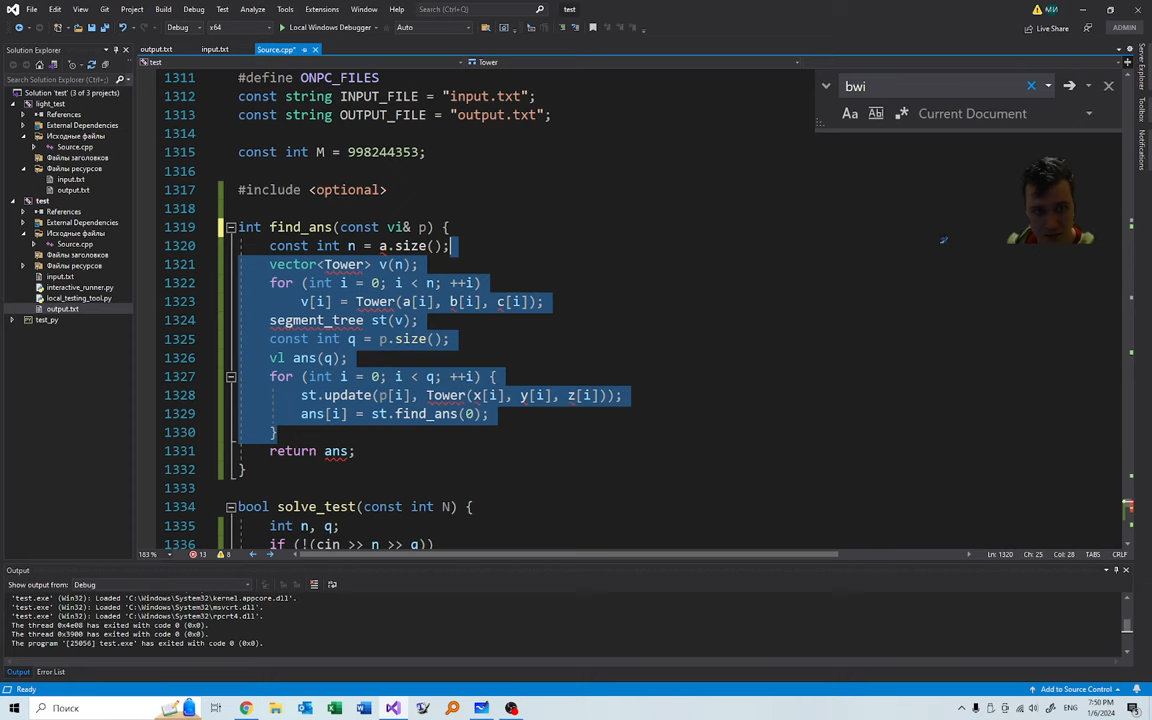 File Edit View Git Project Build Debug Test Analyze Tools Extensions Window Help Search (Ctrl+Q) test МИ
Debug x64 Local Windows Debugger Auto Live Share ADMIN
Solution Explorer
Search Solution Explorer (Ctrl+;)
Solution 'test' (3 of 3 projects)
light_test
References
External Dependencies
Исходные файлы
Source.cpp
Файлы заголовков
Файлы ресурсов
input.txt
output.txt
test
References
External Dependencies
Исходные файлы
Source.cpp
Файлы заголовков
Файлы ресурсов
input.txt
interactive_runner.py
local_testing_tool.py
output.txt
test_py
output.txt input.txt Source.cpp*
test Tower
bwi
Aa Ab Current Document
1311 #define ONPC_FILES
1312 const string INPUT_FILE = "input.txt";
1313 const string OUTPUT_FILE = "output.txt";
1314
1315 const int M = 998244353;
1316
1317 #include <optional>
1318
1319 int find_ans(const vi& p) {
1320 const int n = a.size();
1321 vector<Tower> v(n);
1322 for (int i = 0; i < n; ++i)
1323 v[i] = Tower(a[i], b[i], c[i]);
1324 segment_tree st(v);
1325 const int q = p.size();
1326 vl ans(q);
1327 for (int i = 0; i < q; ++i) {
1328 st.update(p[i], Tower(x[i], y[i], z[i]));
1329 ans[i] = st.find_ans(0);
1330 }
1331 return ans;
1332 }
1333
1334 bool solve_test(const int N) {
1335 int n, q;
1336 if (!(cin >> n >> q))
183 % 13 8 Ln: 1320 Ch: 25 Col: 28 TABS CRLF
Output
Show output from: Debug
'test.exe' (Win32): Loaded 'C:\Windows\System32\kernel.appcore.dll'.
'test.exe' (Win32): Loaded 'C:\Windows\System32\msvcrt.dll'.
'test.exe' (Win32): Loaded 'C:\Windows\System32\rpcrt4.dll'.
The thread 0x4e08 has exited with code 0 (0x0).
The thread 0x3900 has exited with code 0 (0x0).
The program '[25056] test.exe' has exited with code 0 (0x0).
Output Error List
Ready Add to Source Control
Поиск ENG 7:50 PM
1/6/2024
Git Changes
Toolbox
Notifications